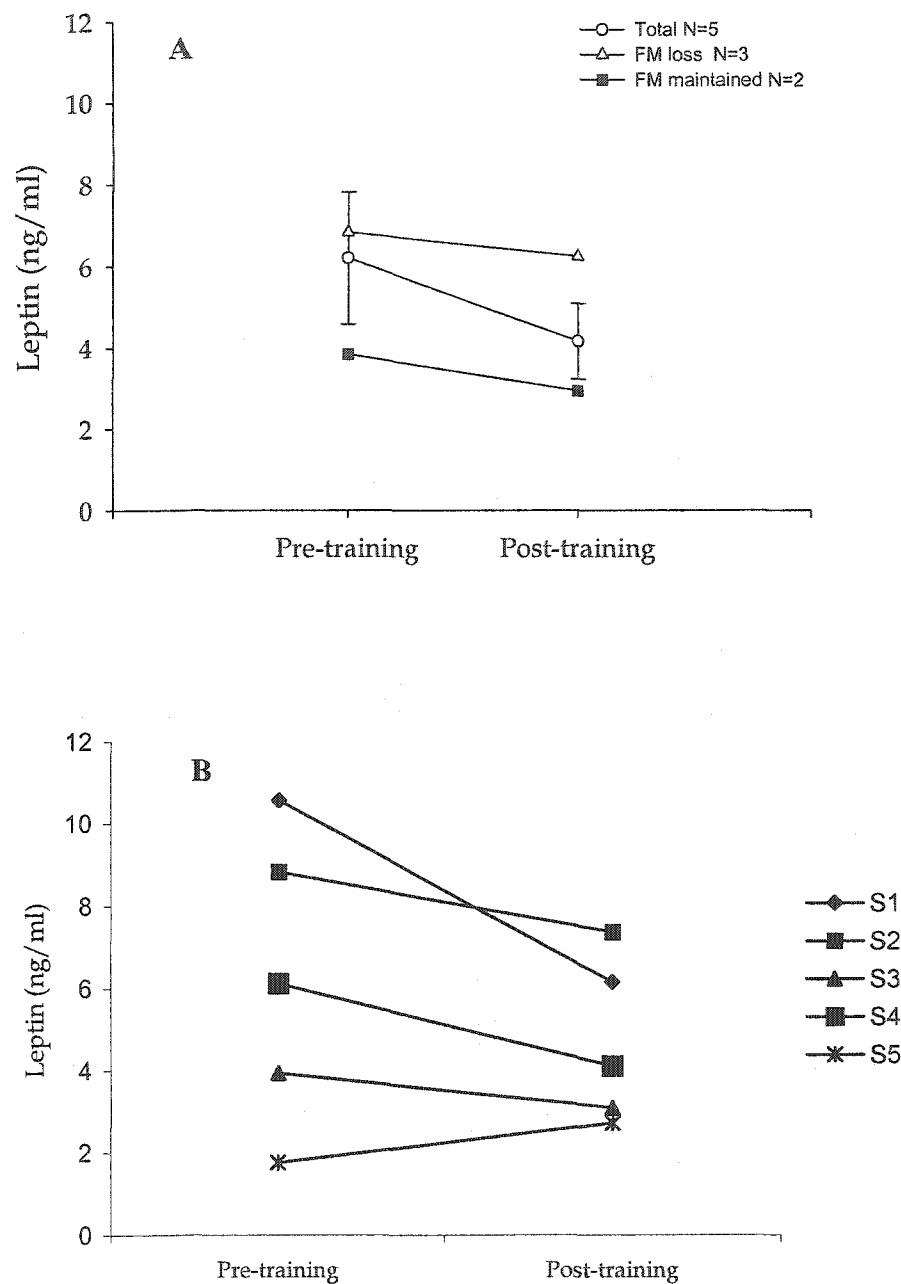 A
Total N=5
FM loss N=3
FM maintained N=2
12
10
8
6
4
2
0
Leptin (ng/ml)
Pre-training Post-training
B
12
10
8
6
4
2
0
Leptin (ng/ml)
S1
S2
S3
S4
S5
Pre-training Post-training